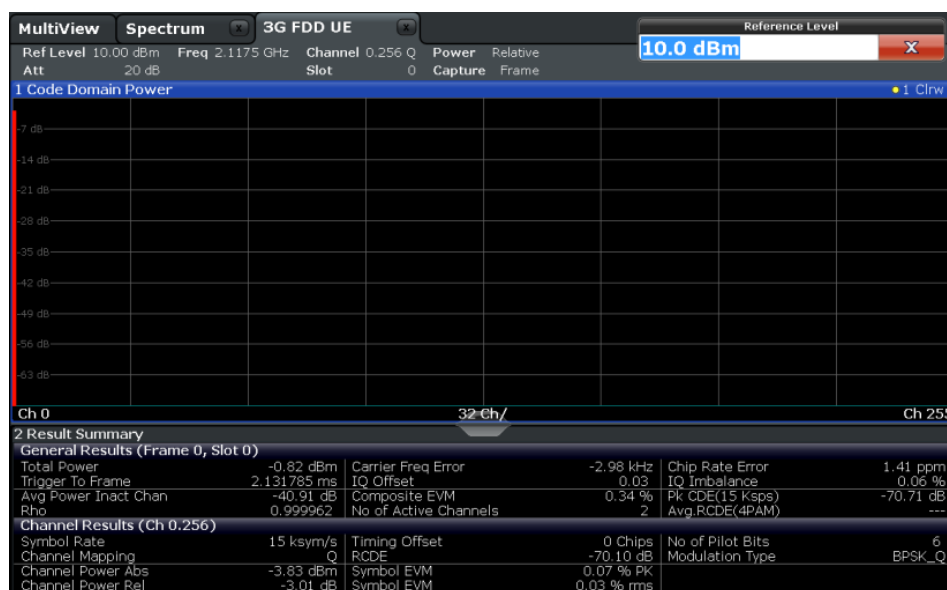 MultiView Spectrum x 3G FDD UE x Reference Level
Ref Level 10.00 dBm Freq 2.1175 GHz Channel 0.256 Q Power Relative 10.0 dBm X
Att 20 dB Slot 0 Capture Frame
1 Code Domain Power 1 Clrw
-7 dB
-14 dB
-21 dB
-28 dB
-35 dB
-42 dB
-49 dB
-56 dB
-63 dB
Ch 0 32 Ch/ Ch 255
2 Result Summary
General Results (Frame 0, Slot 0)
Total Power -0.82 dBm Carrier Freq Error -2.98 kHz Chip Rate Error 1.41 ppm
Trigger To Frame 2.131785 ms IQ Offset 0.03 IQ Imbalance 0.06 %
Avg Power Inact Chan -40.91 dB Composite EVM 0.34 % Pk CDE(15 Ksps) -70.71 dB
Rho 0.999962 No of Active Channels 2 Avg.RCDE(4PAM) ---
Channel Results (Ch 0.256)
Symbol Rate 15 ksym/s Timing Offset 0 Chips No of Pilot Bits 6
Channel Mapping Q RCDE -70.10 dB Modulation Type BPSK_Q
Channel Power Abs -3.83 dBm Symbol EVM 0.07 % PK
Channel Power Rel -3.01 dB Symbol EVM 0.03 % rms